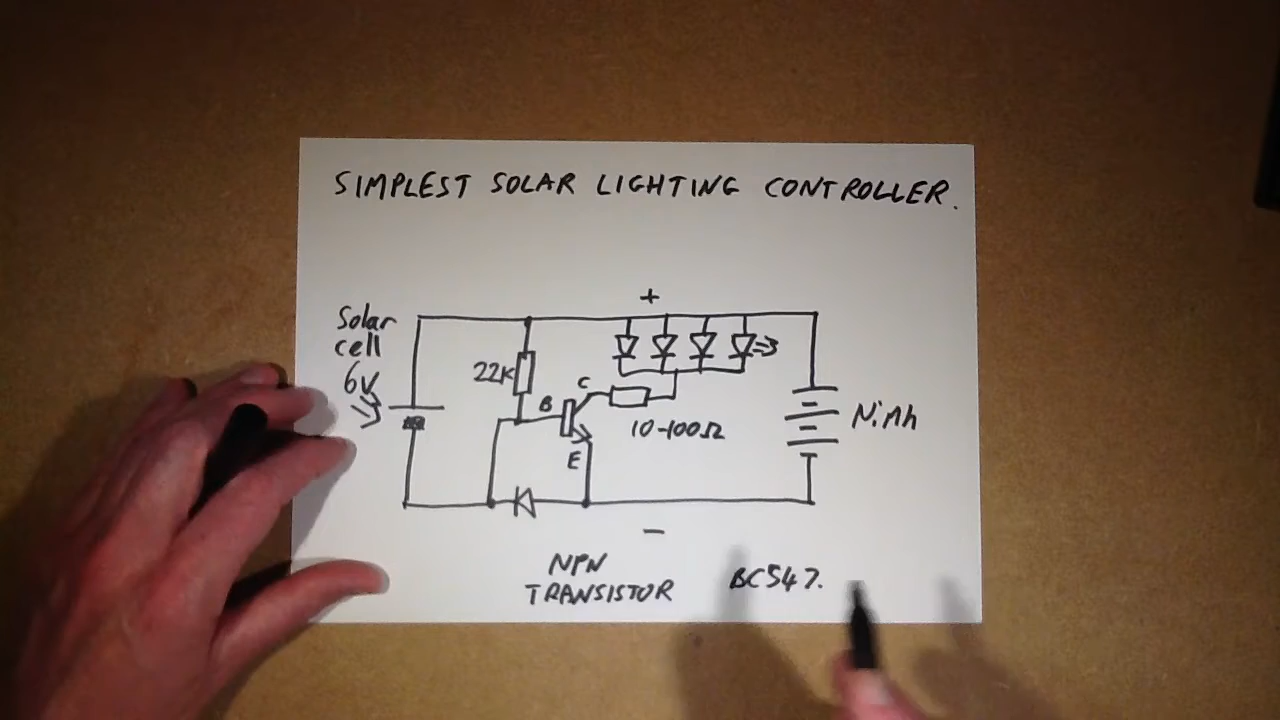 SIMPLEST SOLAR LIGHTING CONTROLLER.
+
Solar
cell
6V
22K
B
C
E
10-100Ω
NiMh
−
NPN
TRANSISTOR
BC547.